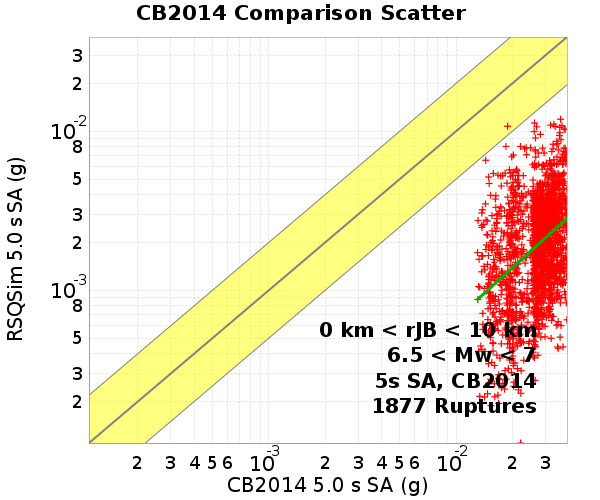 CB2014 Comparison Scatter
RSQSim 5.0 s SA (g)
3
2
10-2
8
5
3
2
10-3
8
5
3
2
0 km < rJB < 10 km
6.5 < Mw < 7
5s SA, CB2014
1877 Ruptures
2 3 4 5 6 10-3 2 3 4 5 6 10-2 2 3
CB2014 5.0 s SA (g)